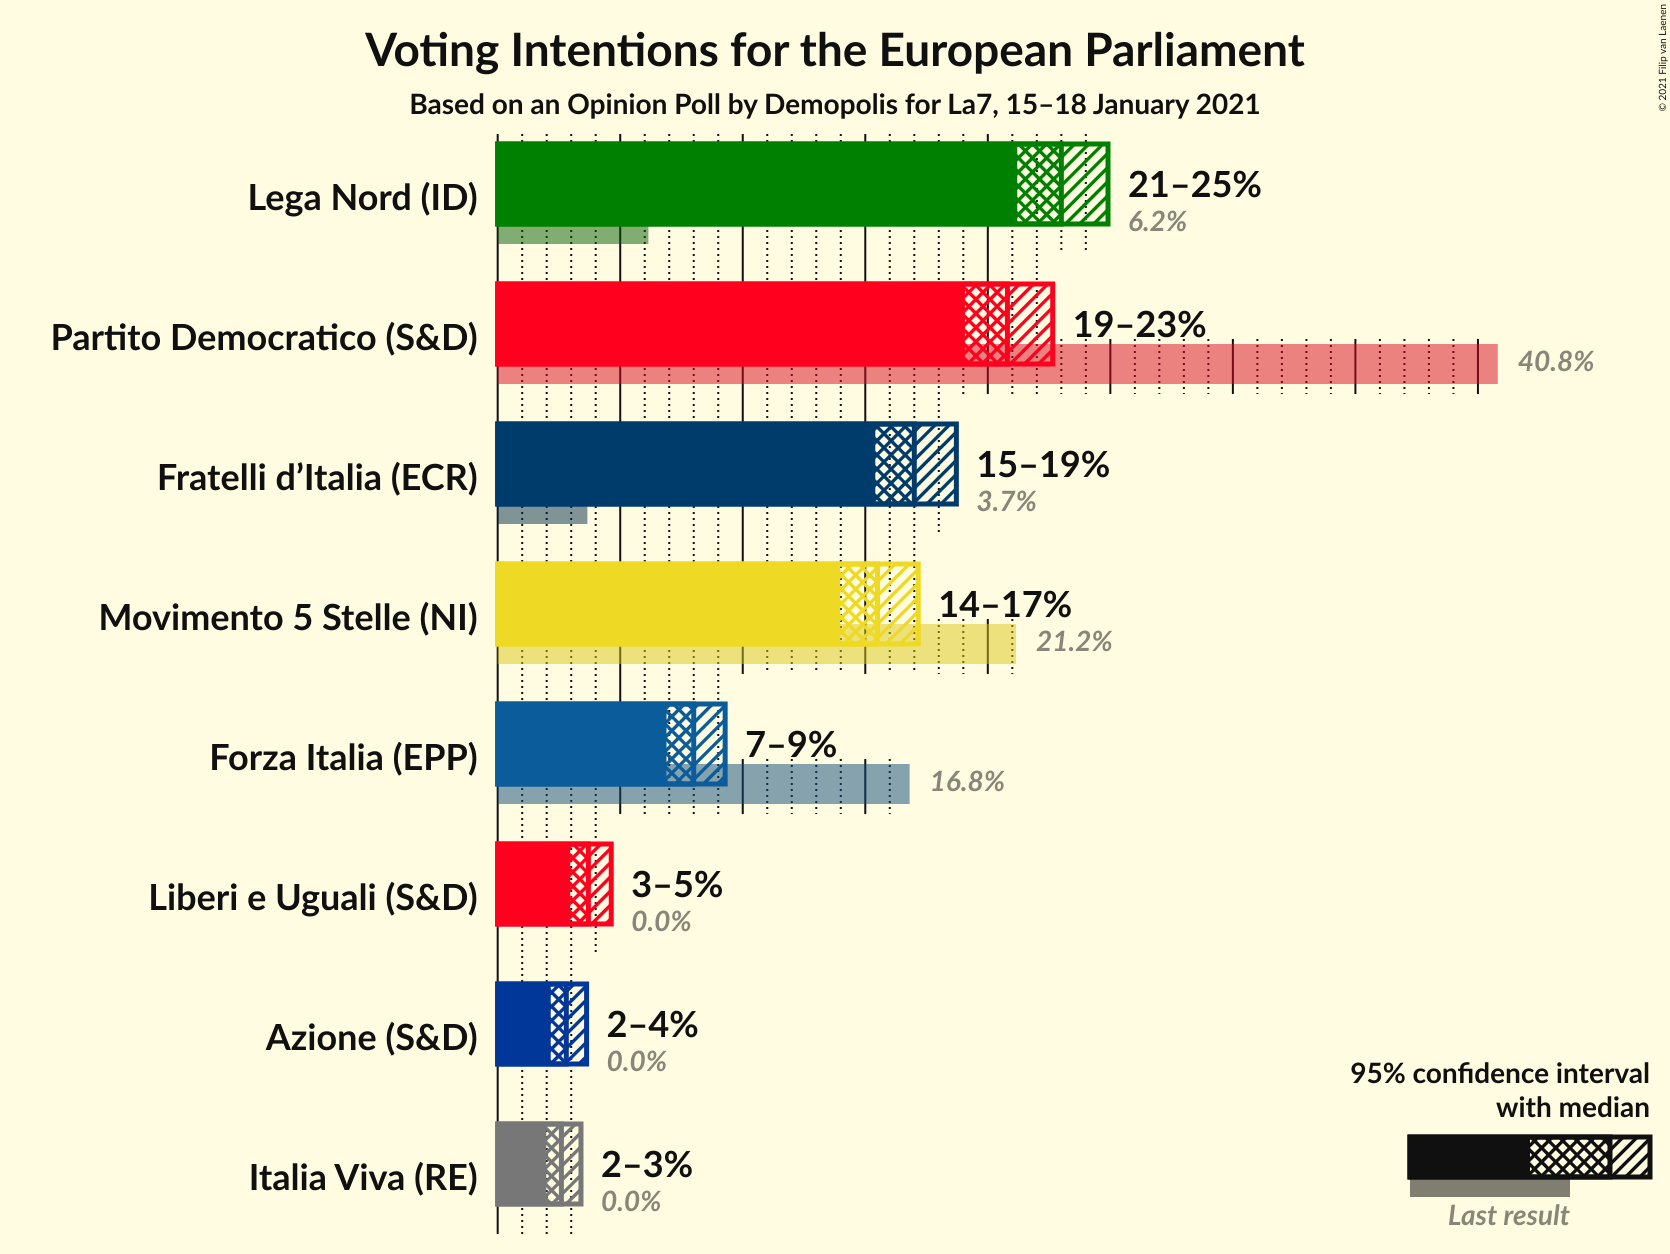 Voting Intentions for the European Parliament
Based on an Opinion Poll by Demopolis for La7, 15–18 January 2021
© 2021 Filip van Laenen
Lega Nord (ID)
21–25%
6.2%
Partito Democratico (S&D)
19–23%
40.8%
Fratelli d’Italia (ECR)
15–19%
3.7%
Movimento 5 Stelle (NI)
14–17%
21.2%
Forza Italia (EPP)
7–9%
16.8%
Liberi e Uguali (S&D)
3–5%
0.0%
Azione (S&D)
2–4%
0.0%
Italia Viva (RE)
2–3%
0.0%
95% confidence interval
with median
Last result